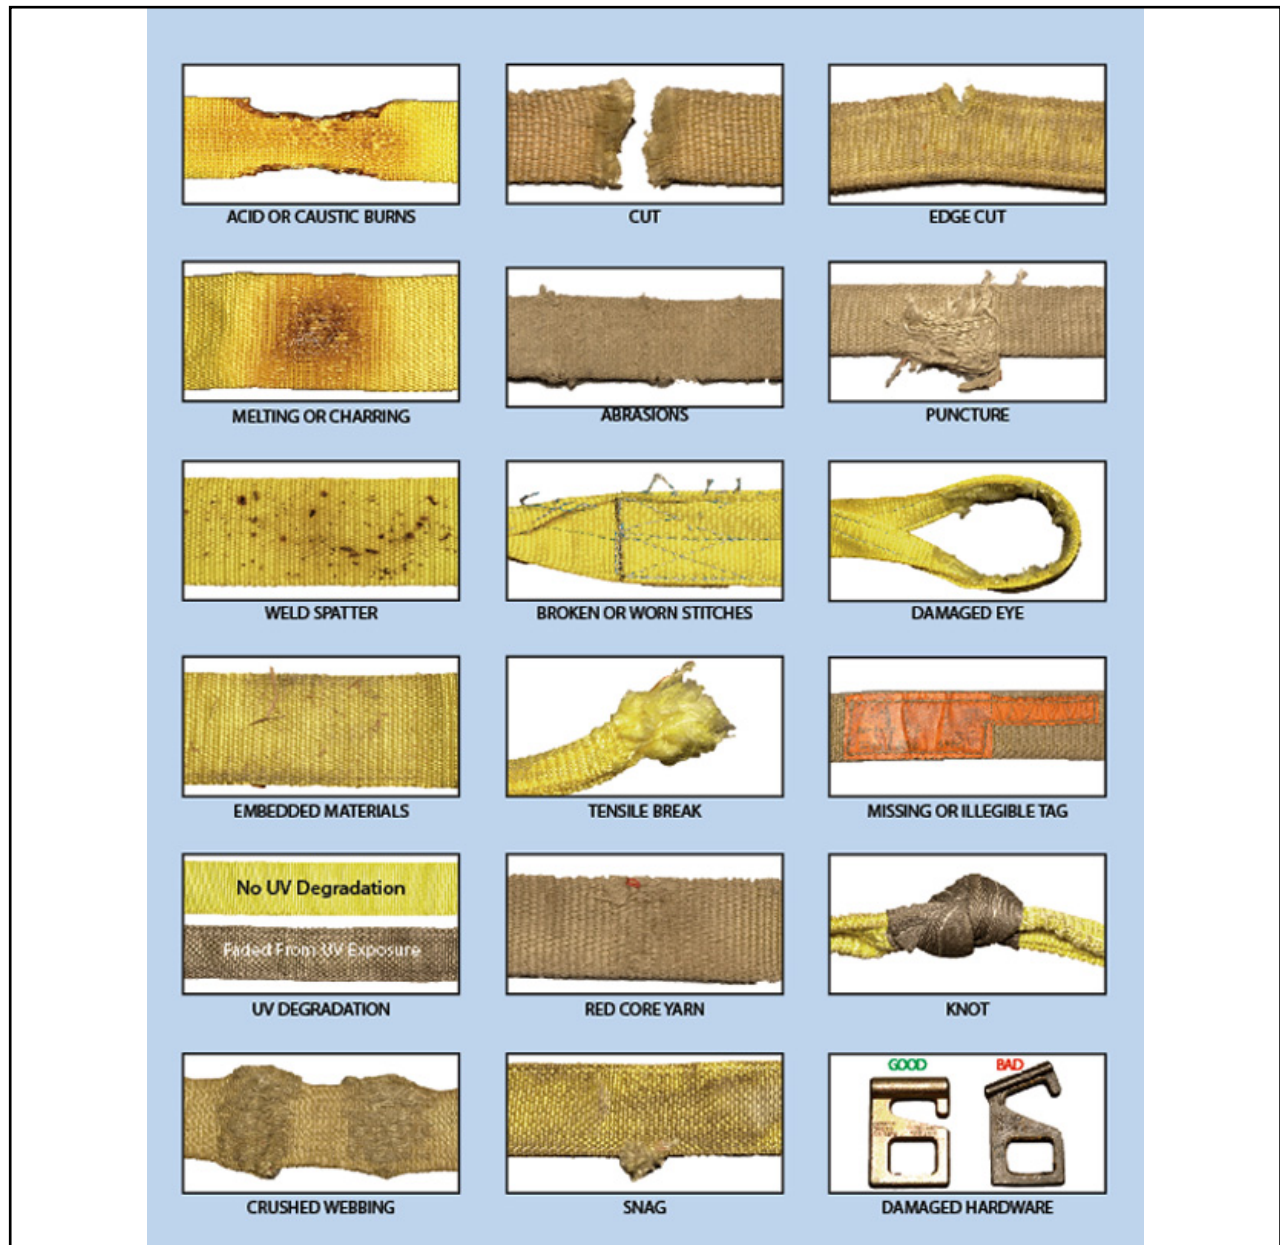 ACID OR CAUSTIC BURNS
CUT
EDGE CUT
MELTING OR CHARRING
ABRASIONS
PUNCTURE
WELD SPATTER
BROKEN OR WORN STITCHES
DAMAGED EYE
EMBEDDED MATERIALS
TENSILE BREAK
MISSING OR ILLEGIBLE TAG
No UV Degradation
Faded From UV Exposure
UV DEGRADATION
RED CORE YARN
KNOT
CRUSHED WEBBING
SNAG
GOOD
BAD
DAMAGED HARDWARE